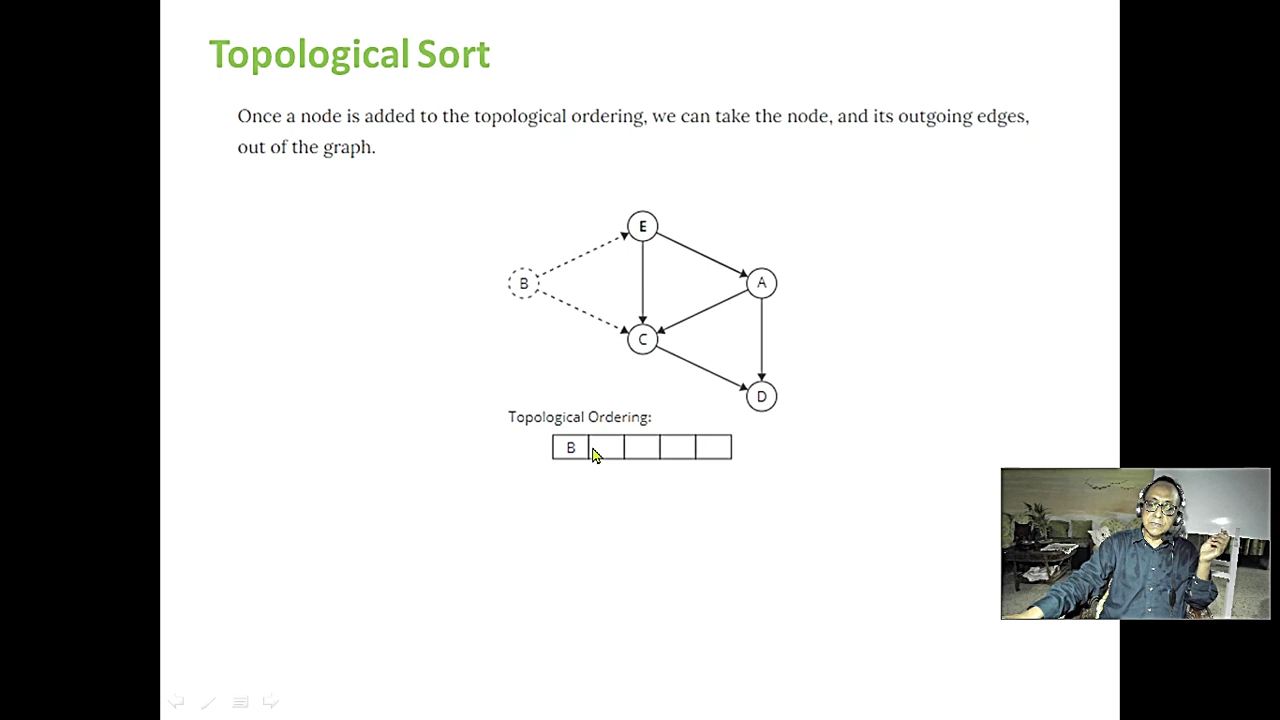 Topological Sort
Once a node is added to the topological ordering, we can take the node, and its outgoing edges,
out of the graph.
E
B
A
C
D
Topological Ordering:
B